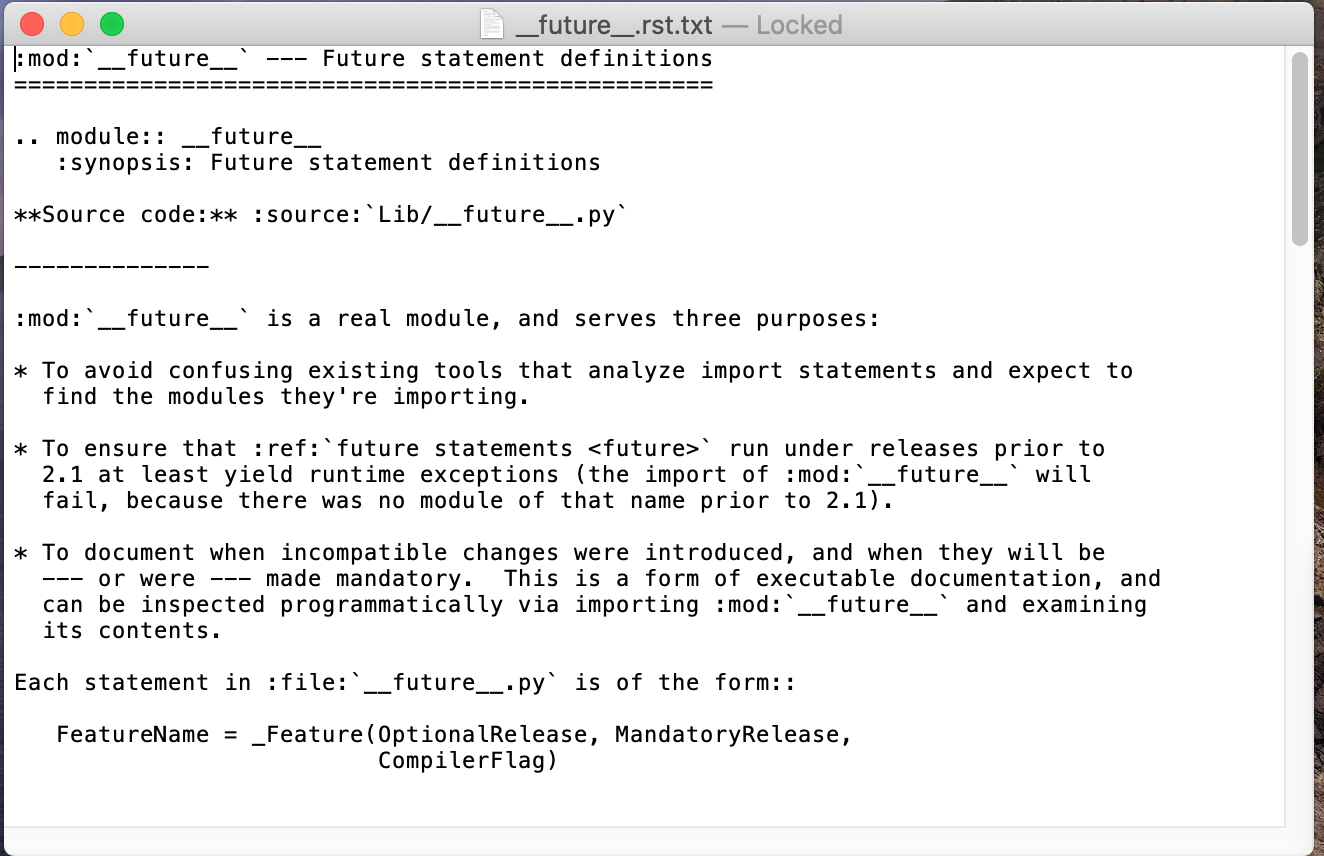 __future__.rst.txt — Locked
:mod:`__future__` --- Future statement definitions
==================================================
.. module:: __future__
   :synopsis: Future statement definitions
**Source code:** :source:`Lib/__future__.py`
--------------
:mod:`__future__` is a real module, and serves three purposes:
* To avoid confusing existing tools that analyze import statements and expect to
  find the modules they're importing.
* To ensure that :ref:`future statements <future>` run under releases prior to
  2.1 at least yield runtime exceptions (the import of :mod:`__future__` will
  fail, because there was no module of that name prior to 2.1).
* To document when incompatible changes were introduced, and when they will be
  --- or were --- made mandatory.  This is a form of executable documentation, and
  can be inspected programmatically via importing :mod:`__future__` and examining
  its contents.
Each statement in :file:`__future__.py` is of the form::
   FeatureName = _Feature(OptionalRelease, MandatoryRelease,
                          CompilerFlag)